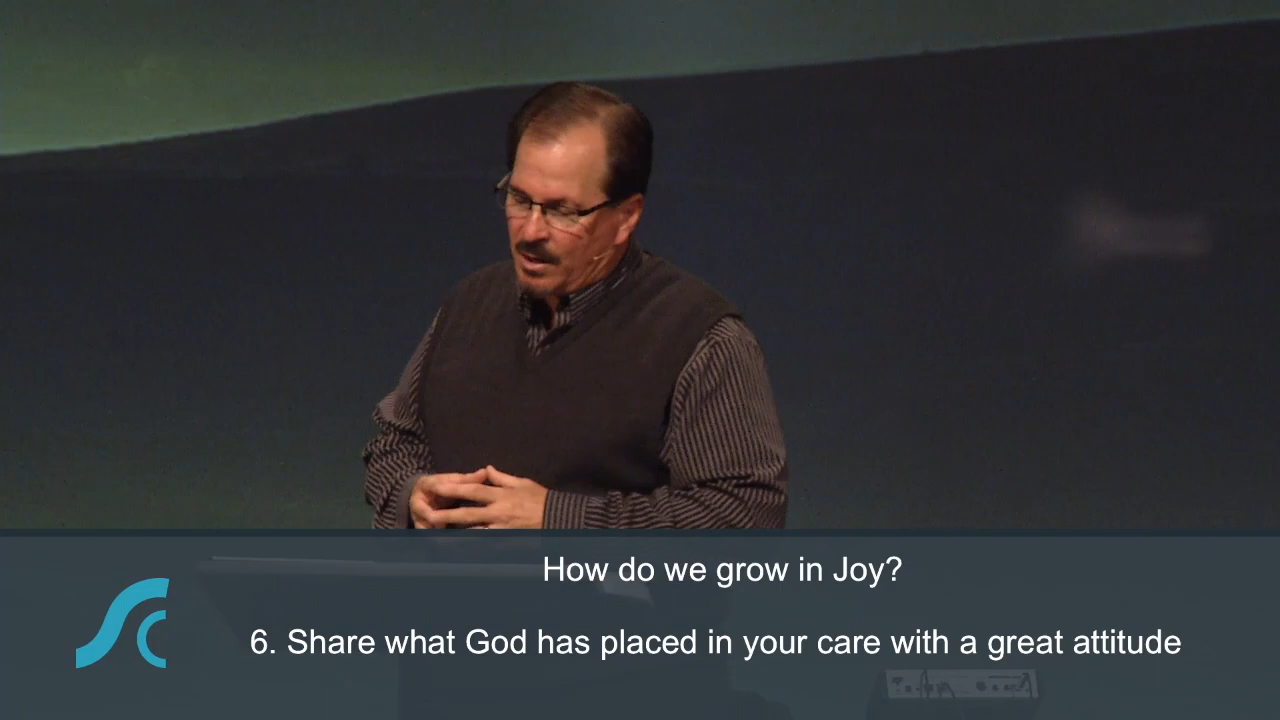 How do we grow in Joy?
6. Share what God has placed in your care with a great attitude